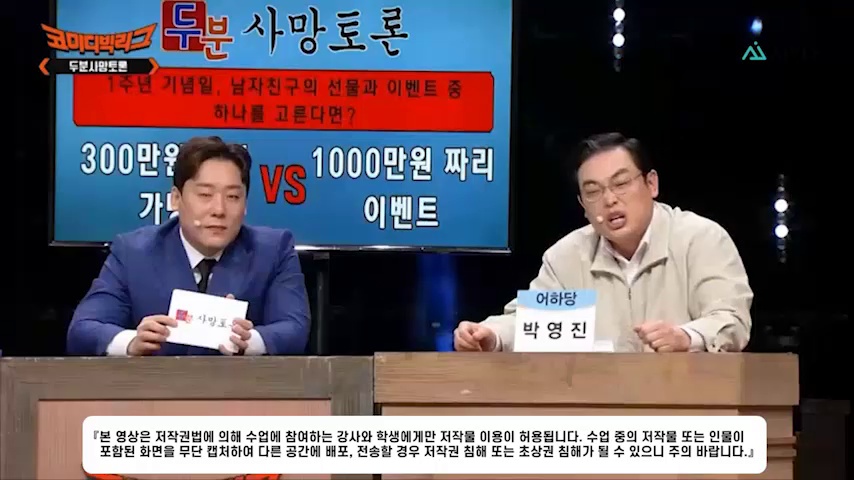 코미디빅리그
두분사망토론
두분 사망토론
1주년 기념일, 남자친구의 선물과 이벤트 중
하나를 고른다면?
300만원
VS
1000만원 짜리
이벤트
두분 사망토론
어하당
박영진
『본 영상은 저작권법에 의해 수업에 참여하는 강사와 학생에게만 저작물 이용이 허용됩니다. 수업 중의 저작물 또는 인물이
포함된 화면을 무단 캡처하여 다른 공간에 배포, 전송할 경우 저작권 침해 또는 초상권 침해가 될 수 있으니 주의 바랍니다.』